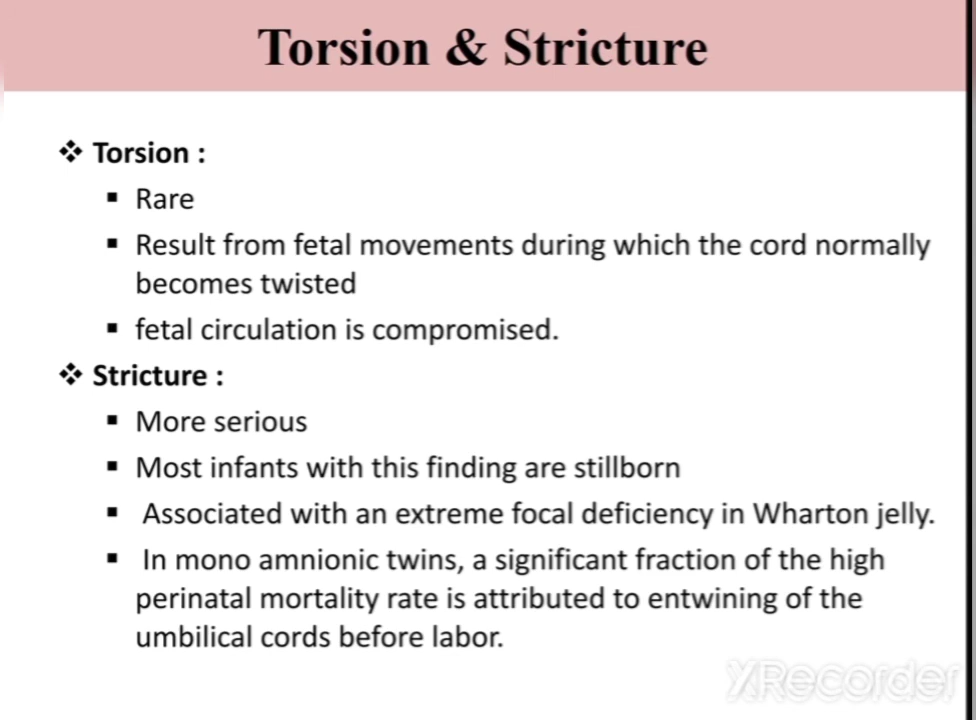 Torsion & Stricture
❖ Torsion :
▪ Rare
▪ Result from fetal movements during which the cord normally
becomes twisted
▪ fetal circulation is compromised.
❖ Stricture :
▪ More serious
▪ Most infants with this finding are stillborn
▪ Associated with an extreme focal deficiency in Wharton jelly.
▪ In mono amnionic twins, a significant fraction of the high
perinatal mortality rate is attributed to entwining of the
umbilical cords before labor.
XRecorder